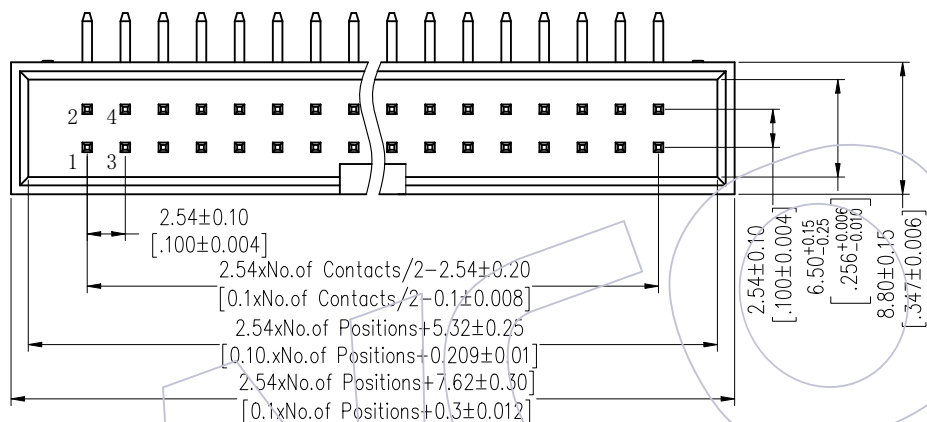 2 4
1 3
2.54±0.10
[.100±0.004]
2.54xNo.of Contacts/2-2.54±0.20
[0.1xNo.of Contacts/2-0.1±0.008]
2.54xNo.of Positions+5.32±0.25
[0.10.xNo.of Positions+0.209±0.01]
2.54xNo.of Positions+7.62±0.30]
[0.1xNo.of Positions+0.3±0.012]
2.54±0.10
[.100±0.004]
6.50+0.15-0.25
[.256+0.006-0.010]
8.80±0.15
[.347±0.006]